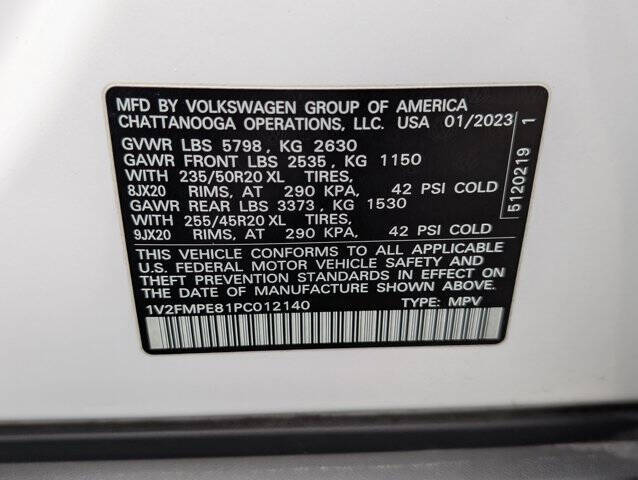 MFD BY VOLKSWAGEN GROUP OF AMERICA
CHATTANOOGA OPERATIONS, LLC. USA 01/2023
GVWR LBS 5798, KG 2630
GAWR FRONT LBS 2535, KG 1150
WITH 235/50R20 XL TIRES,
8JX20 RIMS, AT 290 KPA, 42 PSI COLD
GAWR REAR LBS 3373, KG 1530
WITH 255/45R20 XL TIRES,
9JX20 RIMS, AT 290 KPA, 42 PSI COLD
THIS VEHICLE CONFORMS TO ALL APPLICABLE
U.S. FEDERAL MOTOR VEHICLE SAFETY AND
THEFT PREVENTION STANDARDS IN EFFECT ON
THE DATE OF MANUFACTURE SHOWN ABOVE.
1V2FMPE81PC012140 TYPE: MPV
5120219 1